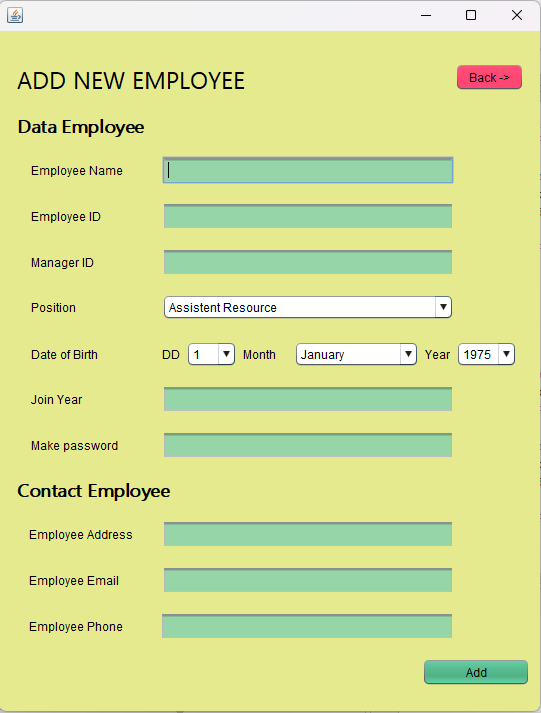 ADD NEW EMPLOYEE
Back ->
Data Employee
Employee Name
Employee ID
Manager ID
Position Assistent Resource
Date of Birth DD 1 Month January Year 1975
Join Year
Make password
Contact Employee
Employee Address
Employee Email
Employee Phone
Add